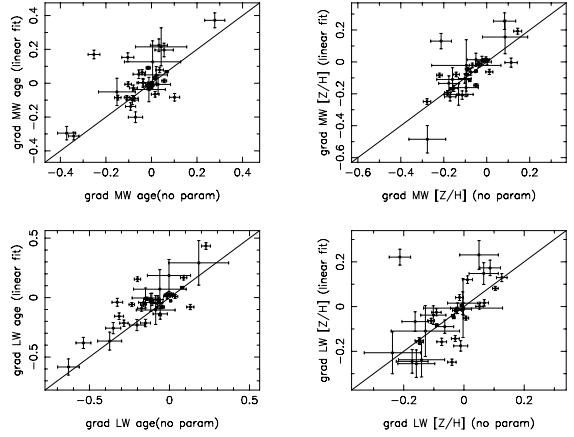 grad MW age (linear fit)
0.4
0.2
0
-0.2
-0.4
-0.4 -0.2 0 0.2 0.4
grad MW age(no param)
grad MW [Z/H] (linear fit)
0.2
0
-0.2
-0.4
-0.6
-0.6 -0.4 -0.2 0 0.2
grad MW [Z/H] (no param)
grad LW age (linear fit)
0.5
0
-0.5
-0.5 0 0.5
grad LW age(no param)
grad LW [Z/H] (linear fit)
0.2
0
-0.2
-0.2 0 0.2
grad LW [Z/H] (no param)